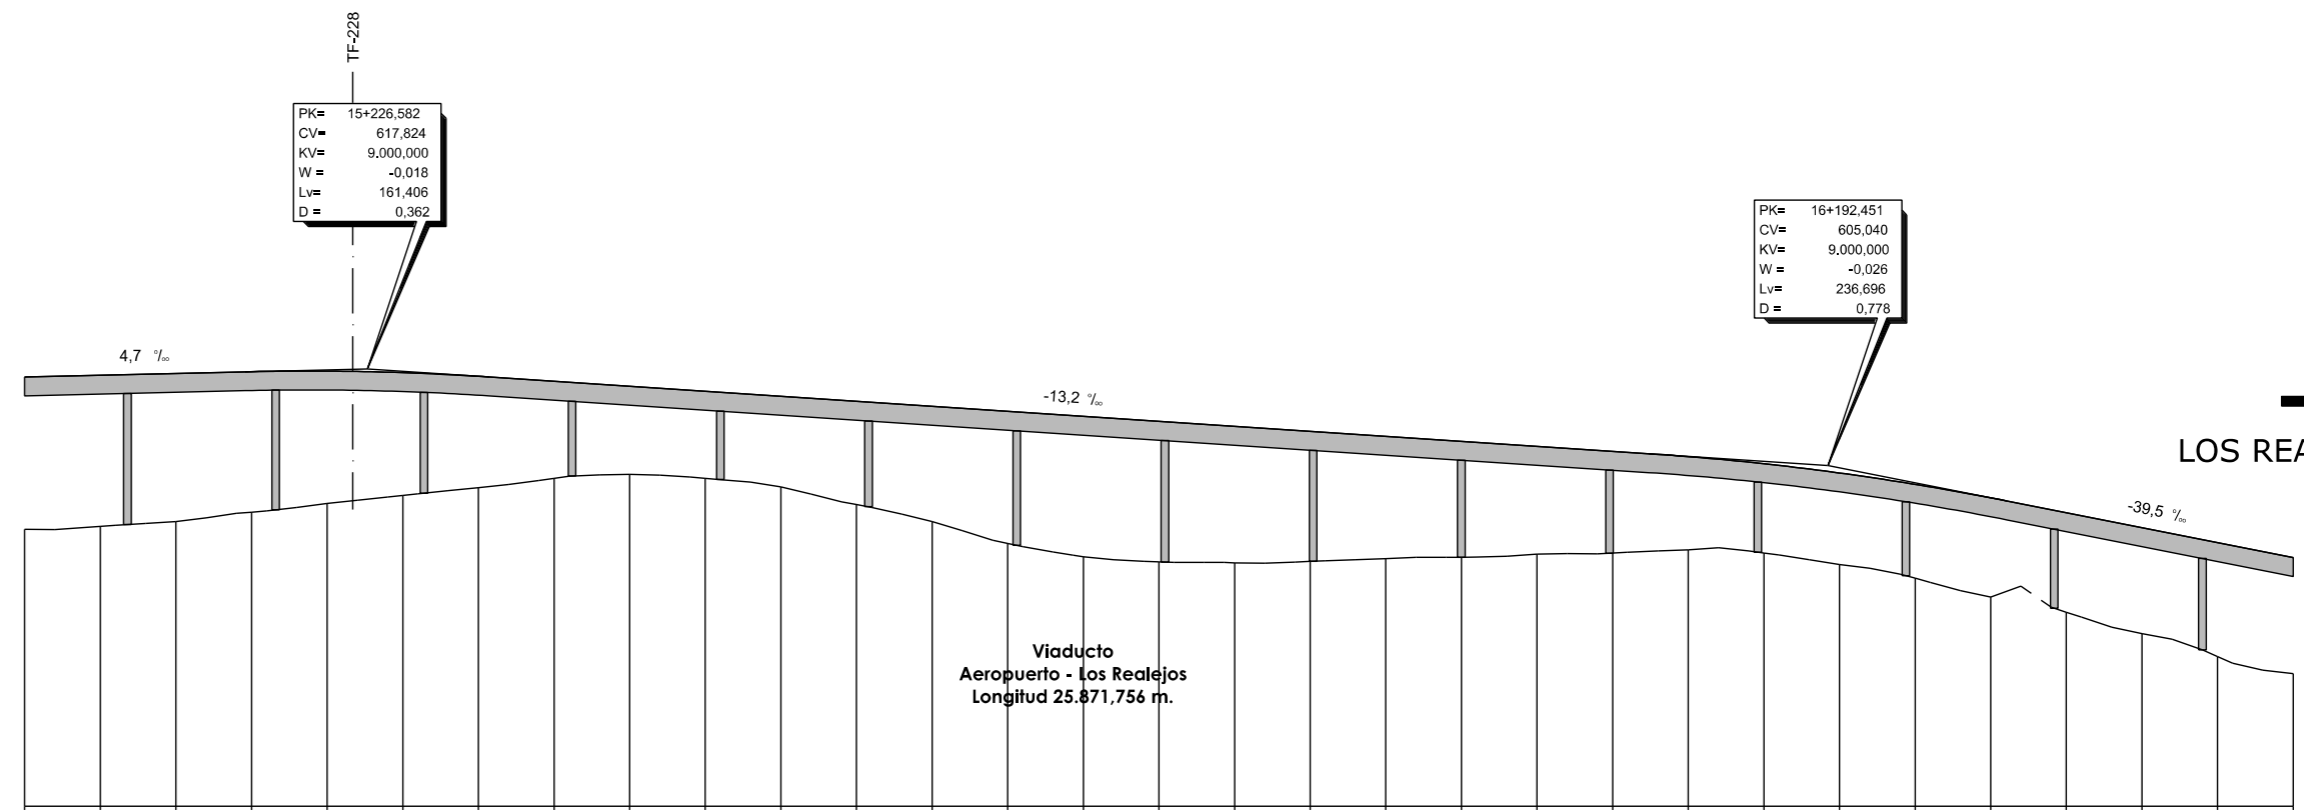 TF-228
PK= 15+226,582
CV= 617,824
KV= 9.000,000
W = -0,018
Lv= 161,406
D = 0,362
PK= 16+192,451
CV= 605,040
KV= 9.000,000
W = -0,026
Lv= 236,696
D = 0,778
4,7 ‰
-13,2 ‰
-39,5 ‰
LOS REA
Viaducto
Aeropuerto - Los Realejos
Longitud 25.871,756 m.